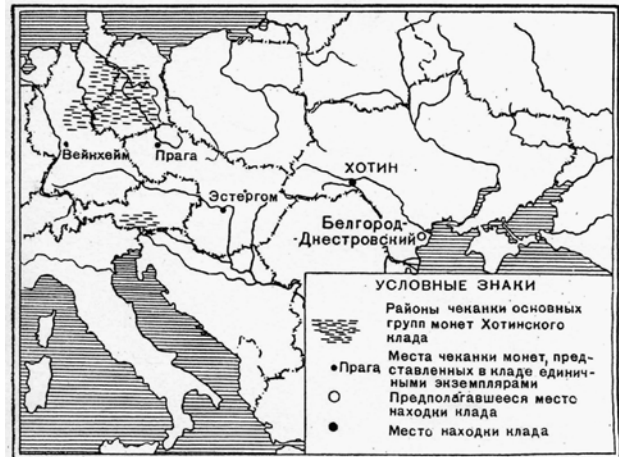 Вейнхейм
Прага
ХОТИН
Эстергом
Белгород-
-Днестровский
УСЛОВНЫЕ ЗНАКИ
Районы чеканки основных
групп монет Хотинского
клада
Места чеканки монет, пред-
•Прага ставленных в кладе единич-
ными экземплярами
Предполагавшееся место
находки клада
Место находки клада